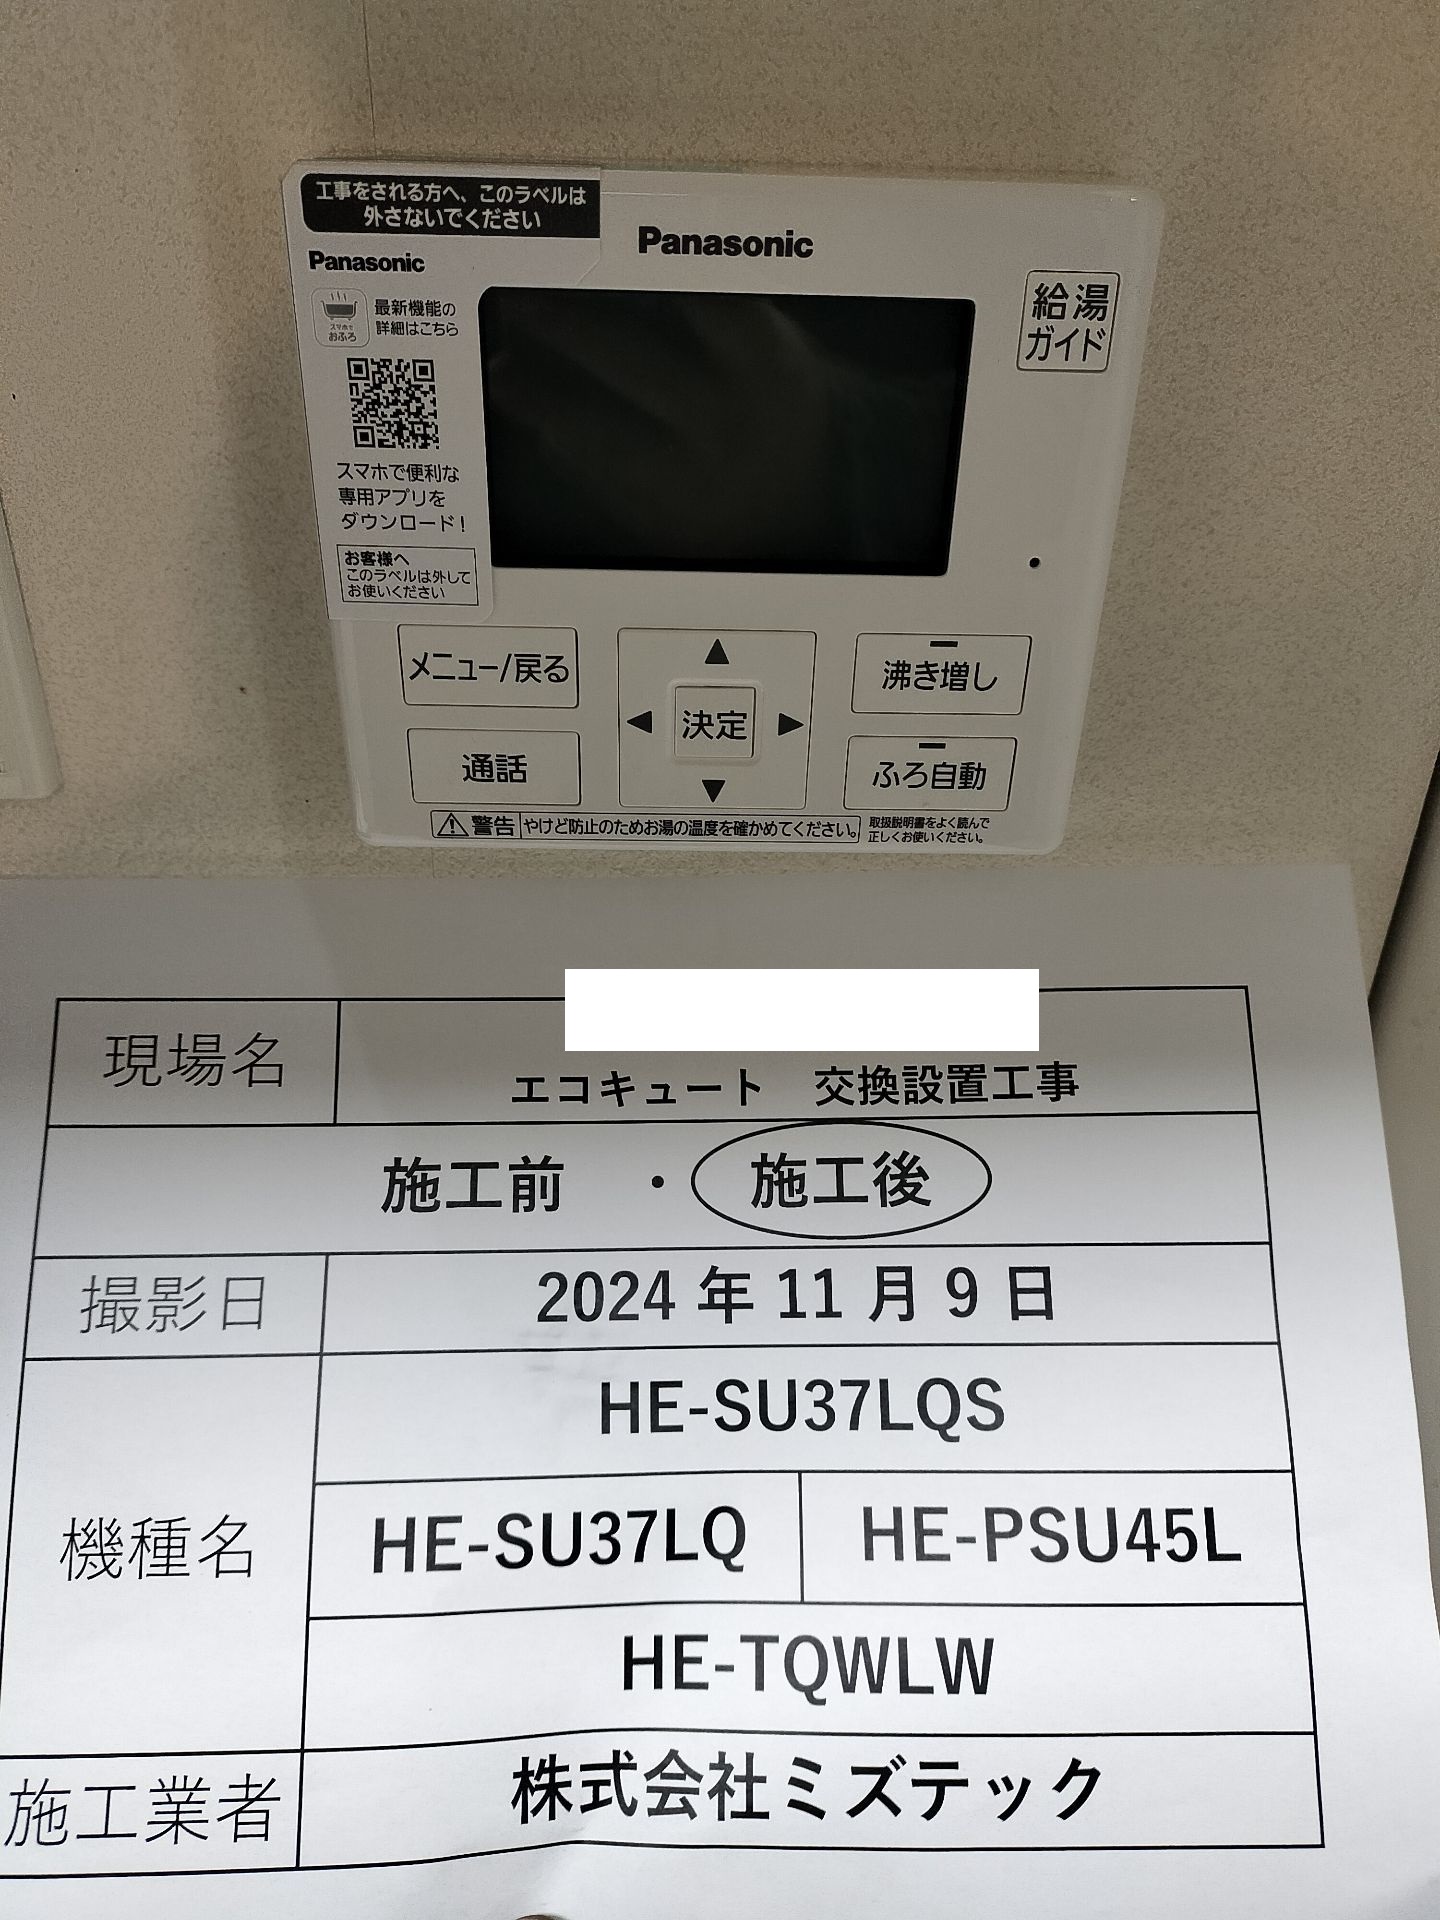 工事をされる方へ、このラベルは
外さないでください
Panasonic
Panasonic
スマホで
おふろ
最新機能の
詳細はこちら
スマホで便利な
専用アプリを
ダウンロード!
お客様へ
このラベルは外して
お使いください
給湯
ガイド
メニュー/戻る
▲
沸き増し
◀ 決定 ▶
通話
▼
ふろ自動
警告 やけど防止のためお湯の温度を確かめてください。
取扱説明書をよく読んで
正しくお使いください。
現場名
エコキュート 交換設置工事
施工前 ・ 施工後
撮影日 2024 年 11 月 9 日
機種名
HE-SU37LQS
HE-SU37LQ HE-PSU45L
HE-TQWLW
施工業者 株式会社ミズテック